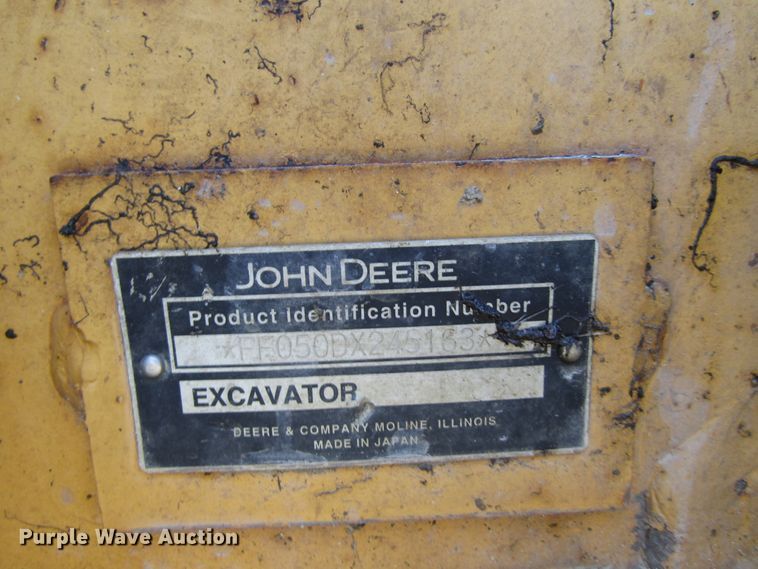 JOHN DEERE
Product Identification Number
*FF050DX245163*
EXCAVATOR
DEERE & COMPANY MOLINE, ILLINOIS
MADE IN JAPAN
Purple Wave Auction®